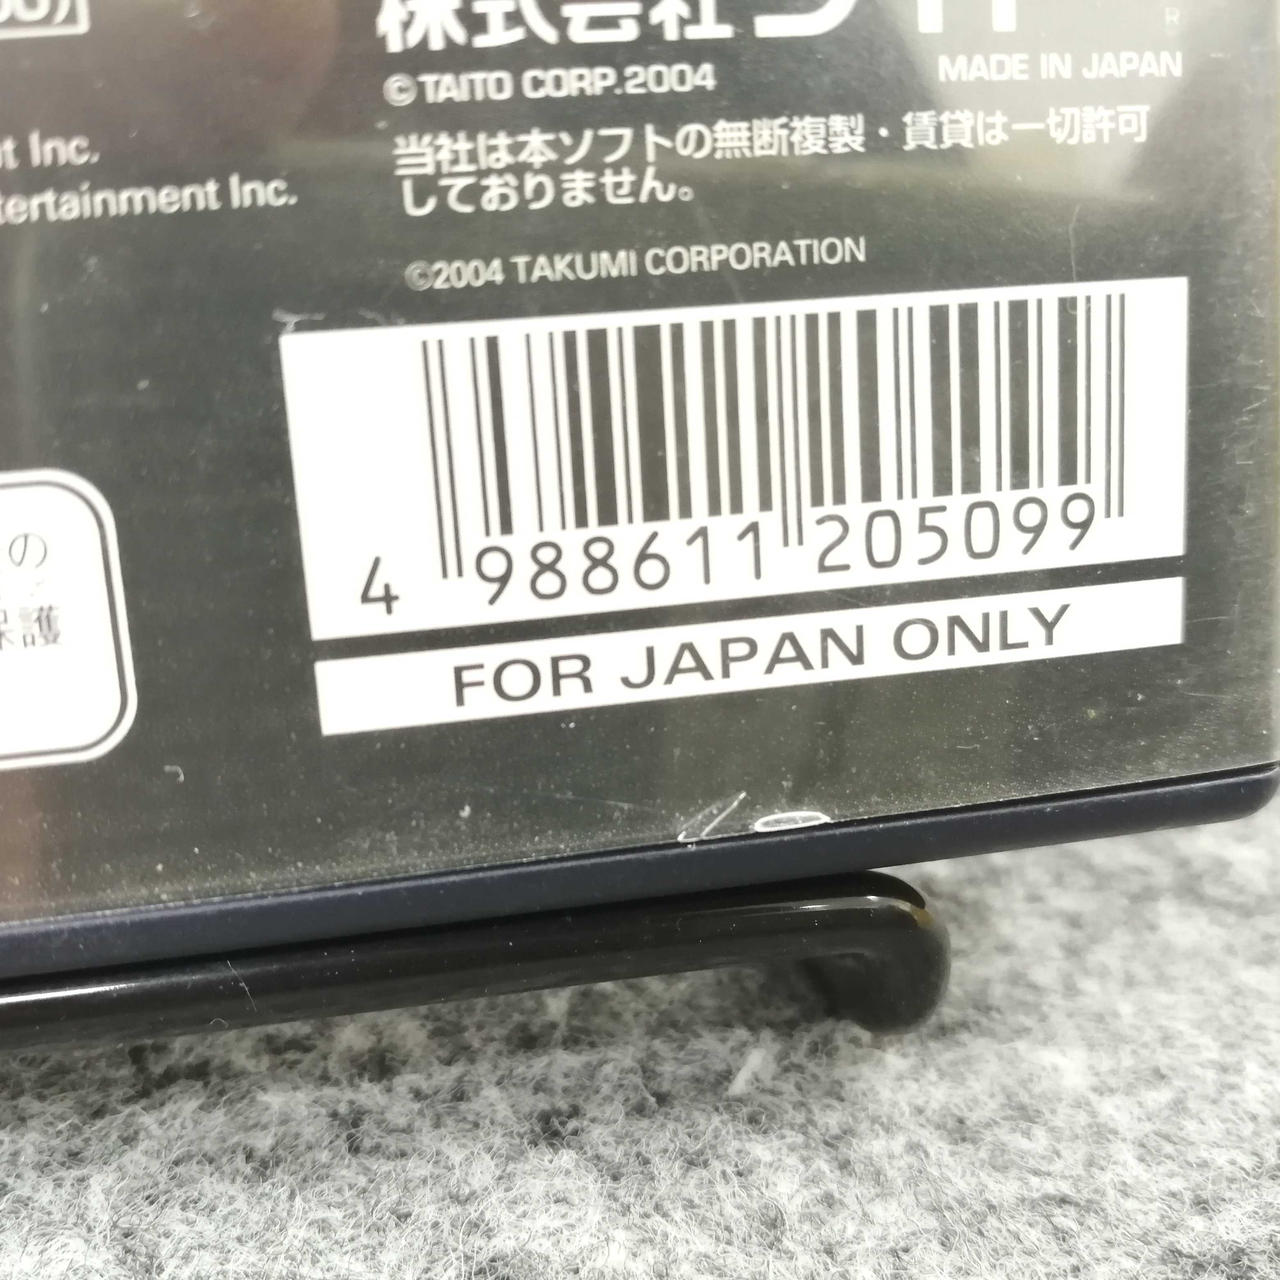 株式会社
MADE IN JAPAN
©TAITO CORP.2004
t Inc.
tertainment Inc.
当社は本ソフトの無断複製・賃貸は一切許可
しておりません。
©2004 TAKUMI CORPORATION
4 988611 205099
の
保護
FOR JAPAN ONLY